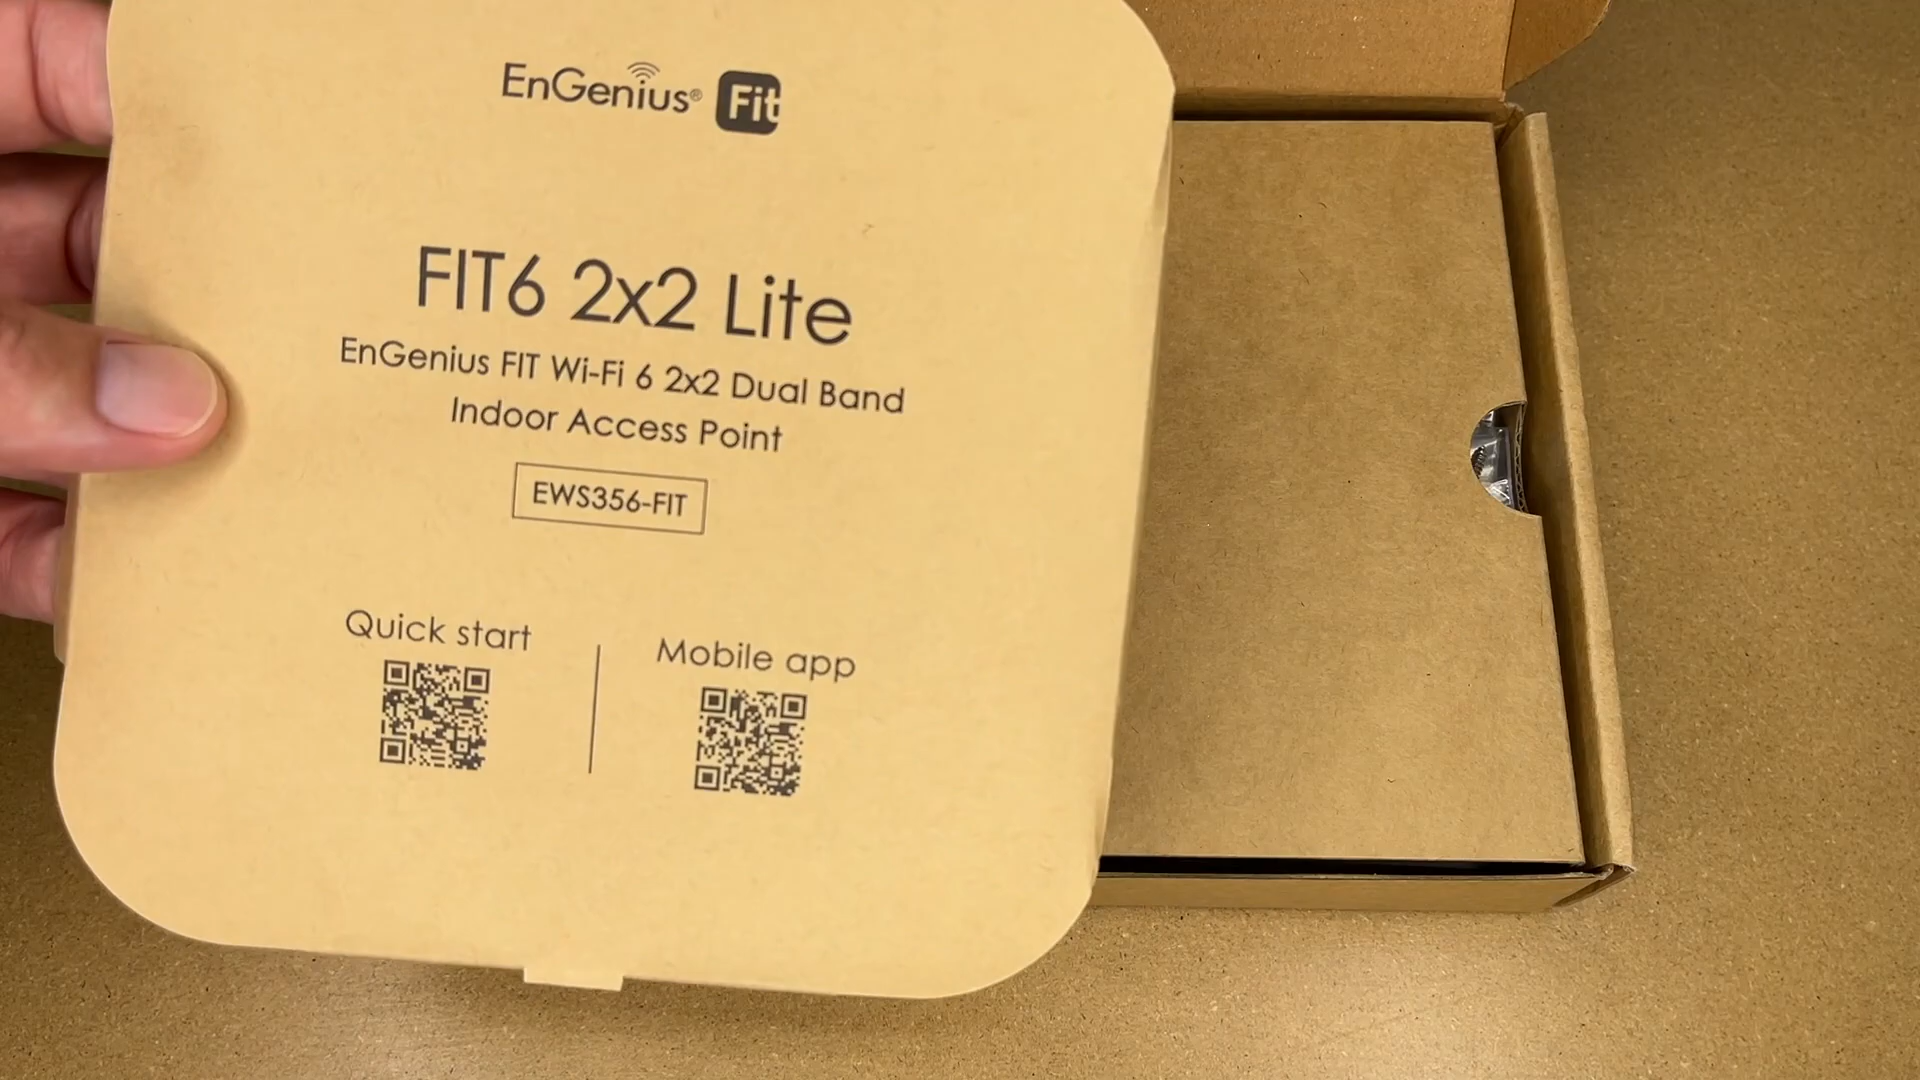 EnGenius® Fit
FIT6 2x2 Lite
EnGenius FIT Wi-Fi 6 2x2 Dual Band
Indoor Access Point
EWS356-FIT
Quick start
Mobile app